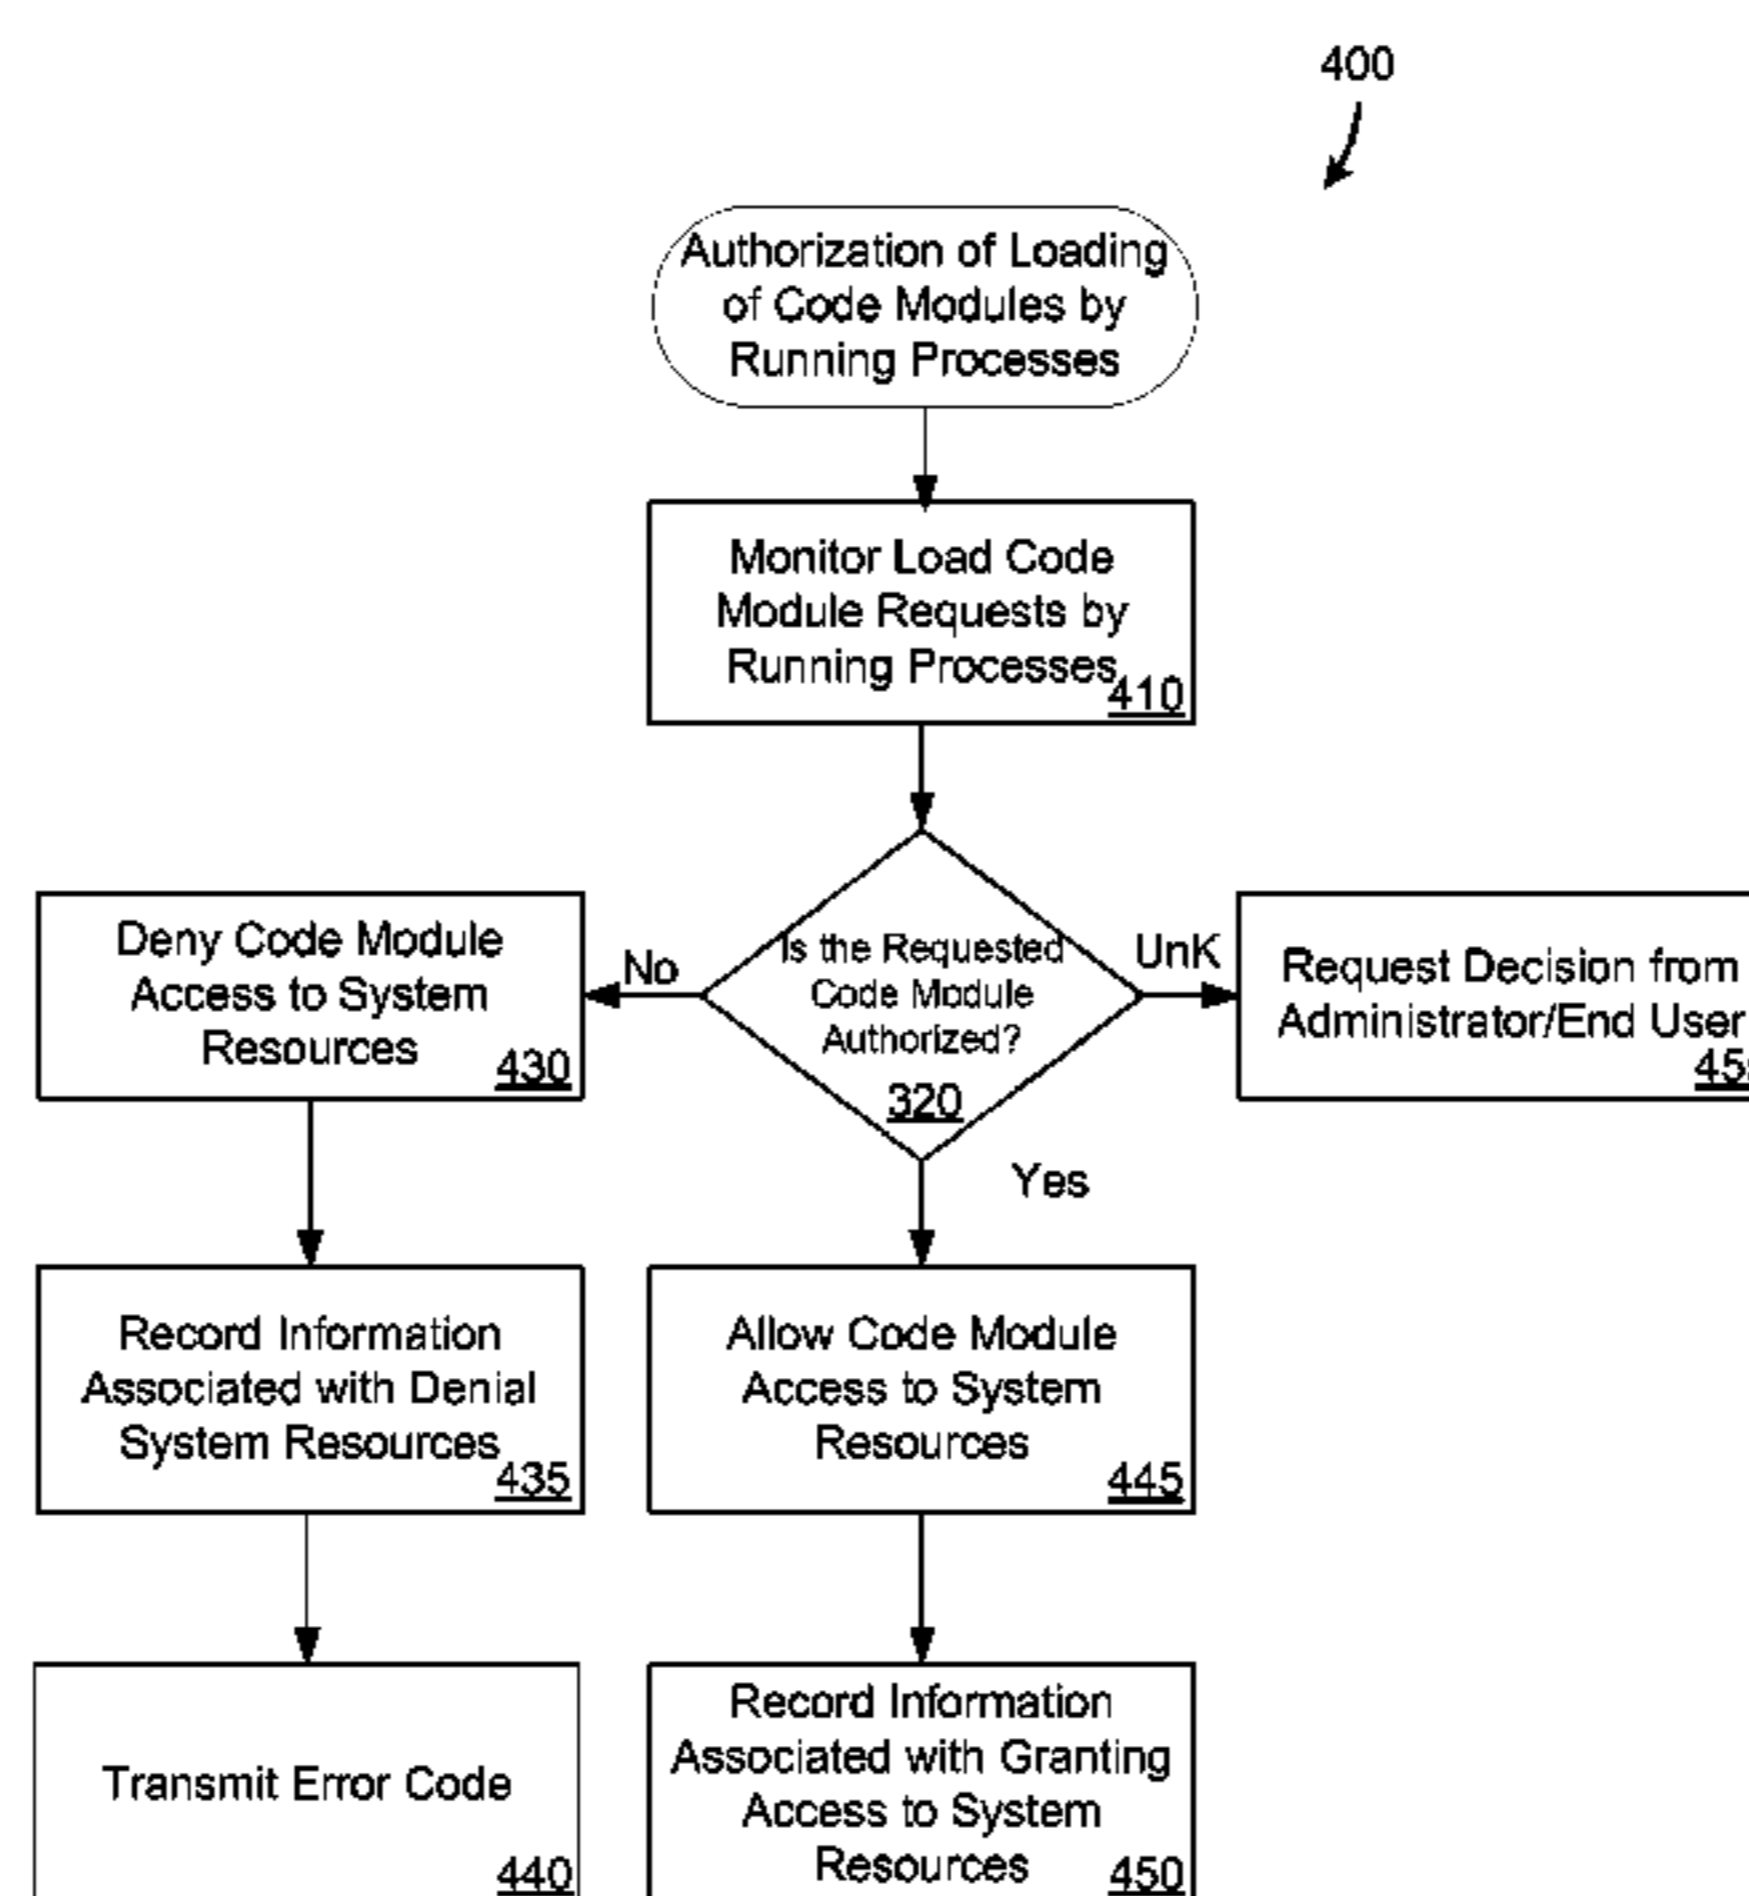 400
Authorization of Loading
of Code Modules by
Running Processes
Monitor Load Code
Module Requests by
Running Processes
410
Deny Code Module
Access to System
Resources
430
No
Is the Requested
Code Module
Authorized?
320
UnK
Request Decision from
Administrator/End User
Yes
Record Information
Associated with Denial
System Resources
435
Allow Code Module
Access to System
Resources
445
Transmit Error Code
440
Record Information
Associated with Granting
Access to System
Resources
450